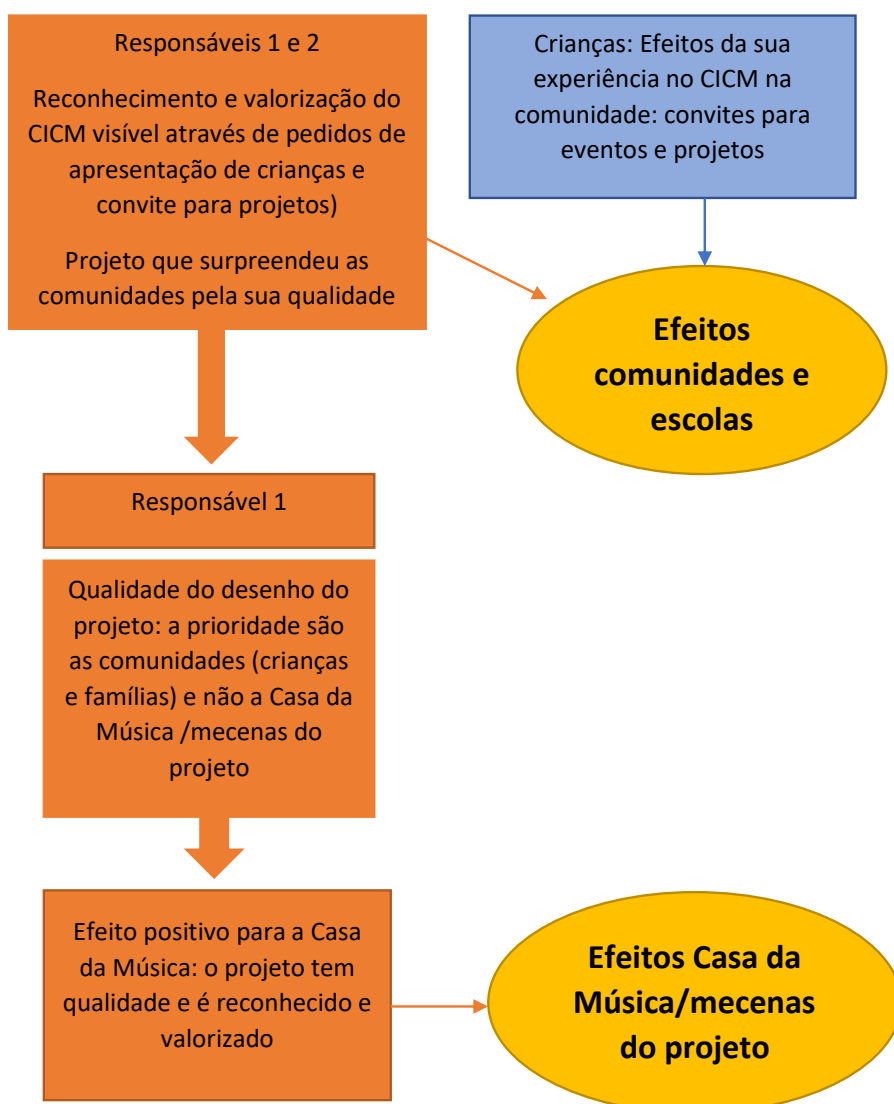 Responsáveis 1 e 2
Reconhecimento e valorização do
CICM visível através de pedidos de
apresentação de crianças e
convite para projetos)
Projeto que surpreendeu as
comunidades pela sua qualidade
Crianças: Efeitos da sua
experiência no CICM na
comunidade: convites para
eventos e projetos
Efeitos
comunidades e
escolas
Responsável 1
Qualidade do desenho do
projeto: a prioridade são
as comunidades (crianças
e famílias) e não a Casa da
Música /mecenas do
projeto
Efeito positivo para a Casa
da Música: o projeto tem
qualidade e é reconhecido e
valorizado
Efeitos Casa da
Música/mecenas
do projeto